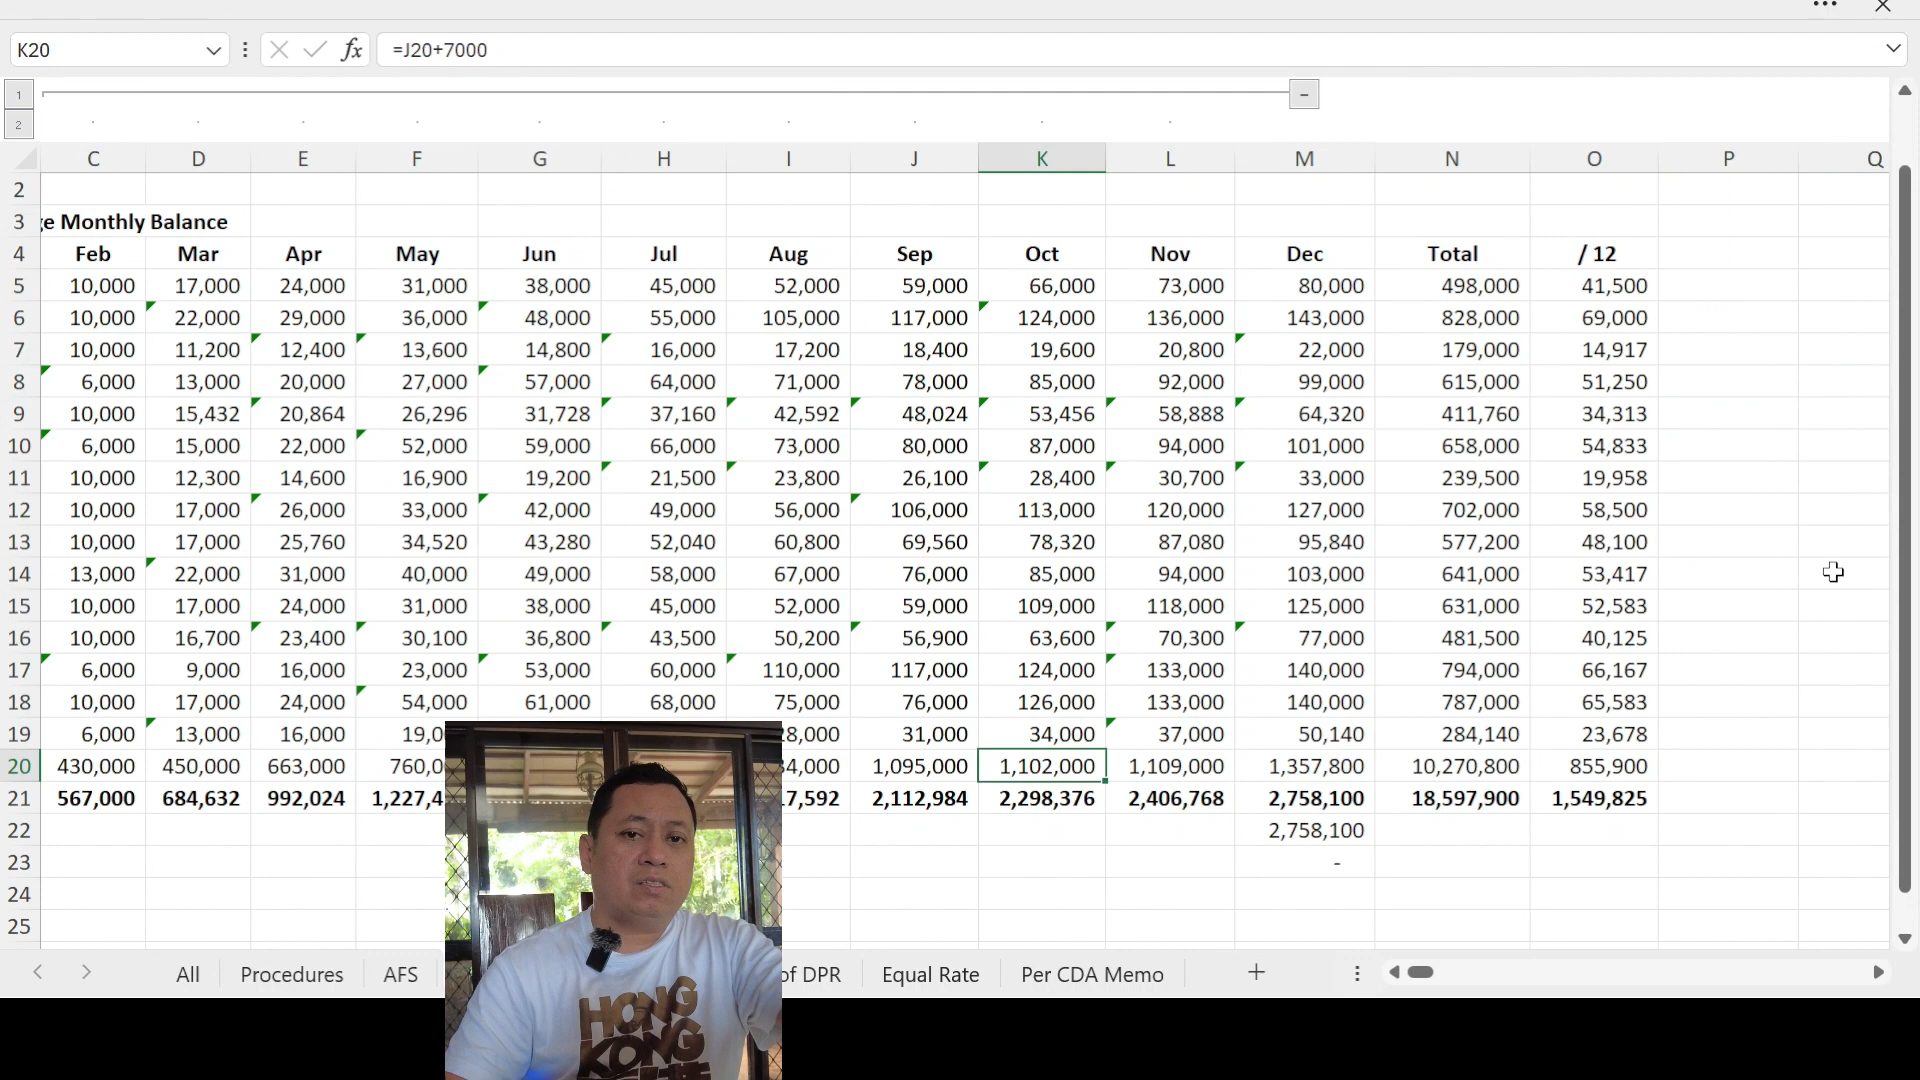 K20 fx =J20+7000
1
2
C D E F G H I J K L M N O P Q
2
3 ge Monthly Balance
4 Feb Mar Apr May Jun Jul Aug Sep Oct Nov Dec Total / 12
5 10,000 17,000 24,000 31,000 38,000 45,000 52,000 59,000 66,000 73,000 80,000 498,000 41,500
6 10,000 22,000 29,000 36,000 48,000 55,000 105,000 117,000 124,000 136,000 143,000 828,000 69,000
7 10,000 11,200 12,400 13,600 14,800 16,000 17,200 18,400 19,600 20,800 22,000 179,000 14,917
8 6,000 13,000 20,000 27,000 57,000 64,000 71,000 78,000 85,000 92,000 99,000 615,000 51,250
9 10,000 15,432 20,864 26,296 31,728 37,160 42,592 48,024 53,456 58,888 64,320 411,760 34,313
10 6,000 15,000 22,000 52,000 59,000 66,000 73,000 80,000 87,000 94,000 101,000 658,000 54,833
11 10,000 12,300 14,600 16,900 19,200 21,500 23,800 26,100 28,400 30,700 33,000 239,500 19,958
12 10,000 17,000 26,000 33,000 42,000 49,000 56,000 106,000 113,000 120,000 127,000 702,000 58,500
13 10,000 17,000 25,760 34,520 43,280 52,040 60,800 69,560 78,320 87,080 95,840 577,200 48,100
14 13,000 22,000 31,000 40,000 49,000 58,000 67,000 76,000 85,000 94,000 103,000 641,000 53,417
15 10,000 17,000 24,000 31,000 38,000 45,000 52,000 59,000 109,000 118,000 125,000 631,000 52,583
16 10,000 16,700 23,400 30,100 36,800 43,500 50,200 56,900 63,600 70,300 77,000 481,500 40,125
17 6,000 9,000 16,000 23,000 53,000 60,000 110,000 117,000 124,000 133,000 140,000 794,000 66,167
18 10,000 17,000 24,000 54,000 61,000 68,000 75,000 76,000 126,000 133,000 140,000 787,000 65,583
19 6,000 13,000 16,000 19,0 8,000 31,000 34,000 37,000 50,140 284,140 23,678
20 430,000 450,000 663,000 760,0 4,000 1,095,000 1,102,000 1,109,000 1,357,800 10,270,800 855,900
21 567,000 684,632 992,024 1,227,4 7,592 2,112,984 2,298,376 2,406,768 2,758,100 18,597,900 1,549,825
22 2,758,100
23 -
24
25
All Procedures AFS of DPR Equal Rate Per CDA Memo +
HONG
KONG